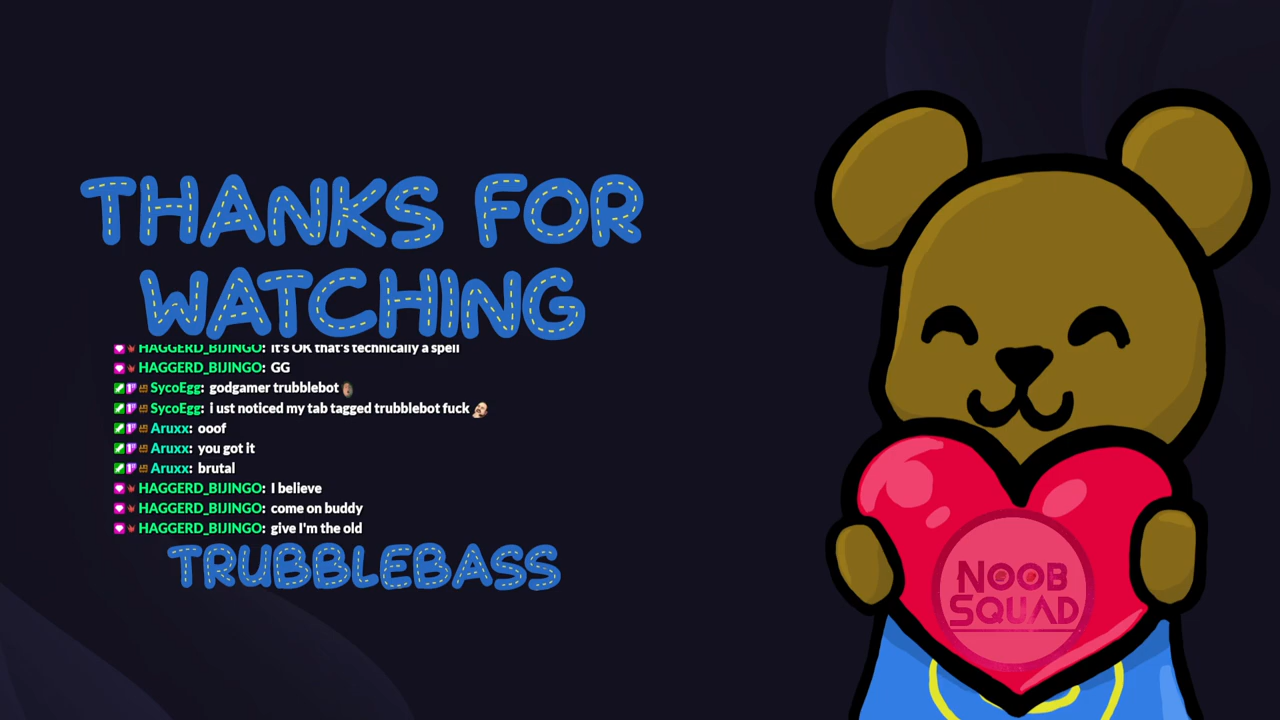 THANKS FOR
WATCHING
HAGGERD_BIJINGO: It's OK that's technically a spell
HAGGERD_BIJINGO: GG
SycoEgg: godgamer trubblebot
SycoEgg: i ust noticed my tab tagged trubblebot fuck
Aruxx: ooof
Aruxx: you got it
Aruxx: brutal
HAGGERD_BIJINGO: I believe
HAGGERD_BIJINGO: come on buddy
HAGGERD_BIJINGO: give I'm the old
TRUBBLEBASS
NOOB
SQUAD